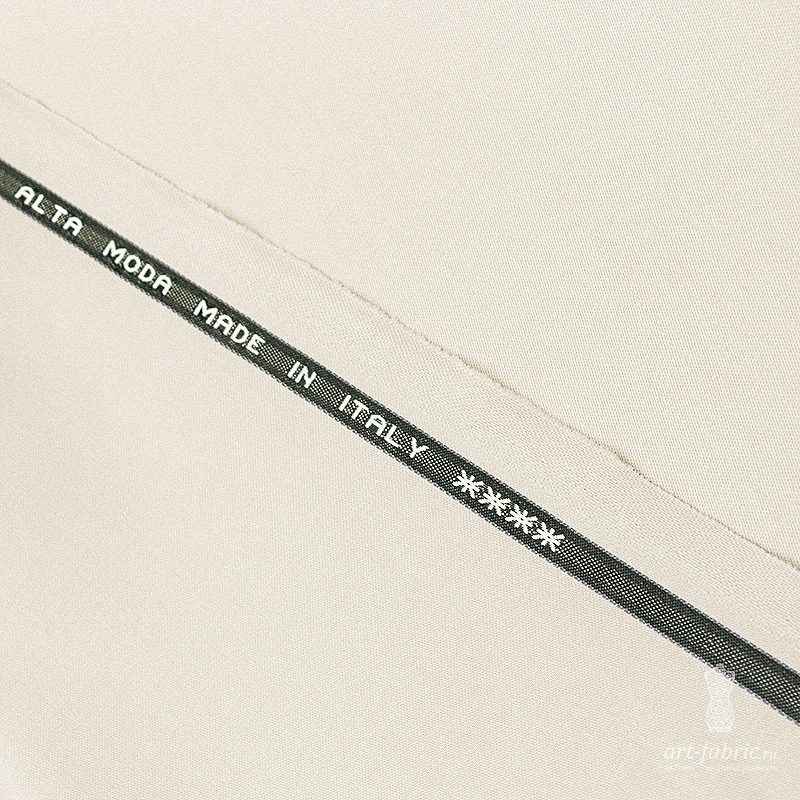 ALTA MODA MADE IN ITALY ****
art-fabric.ru